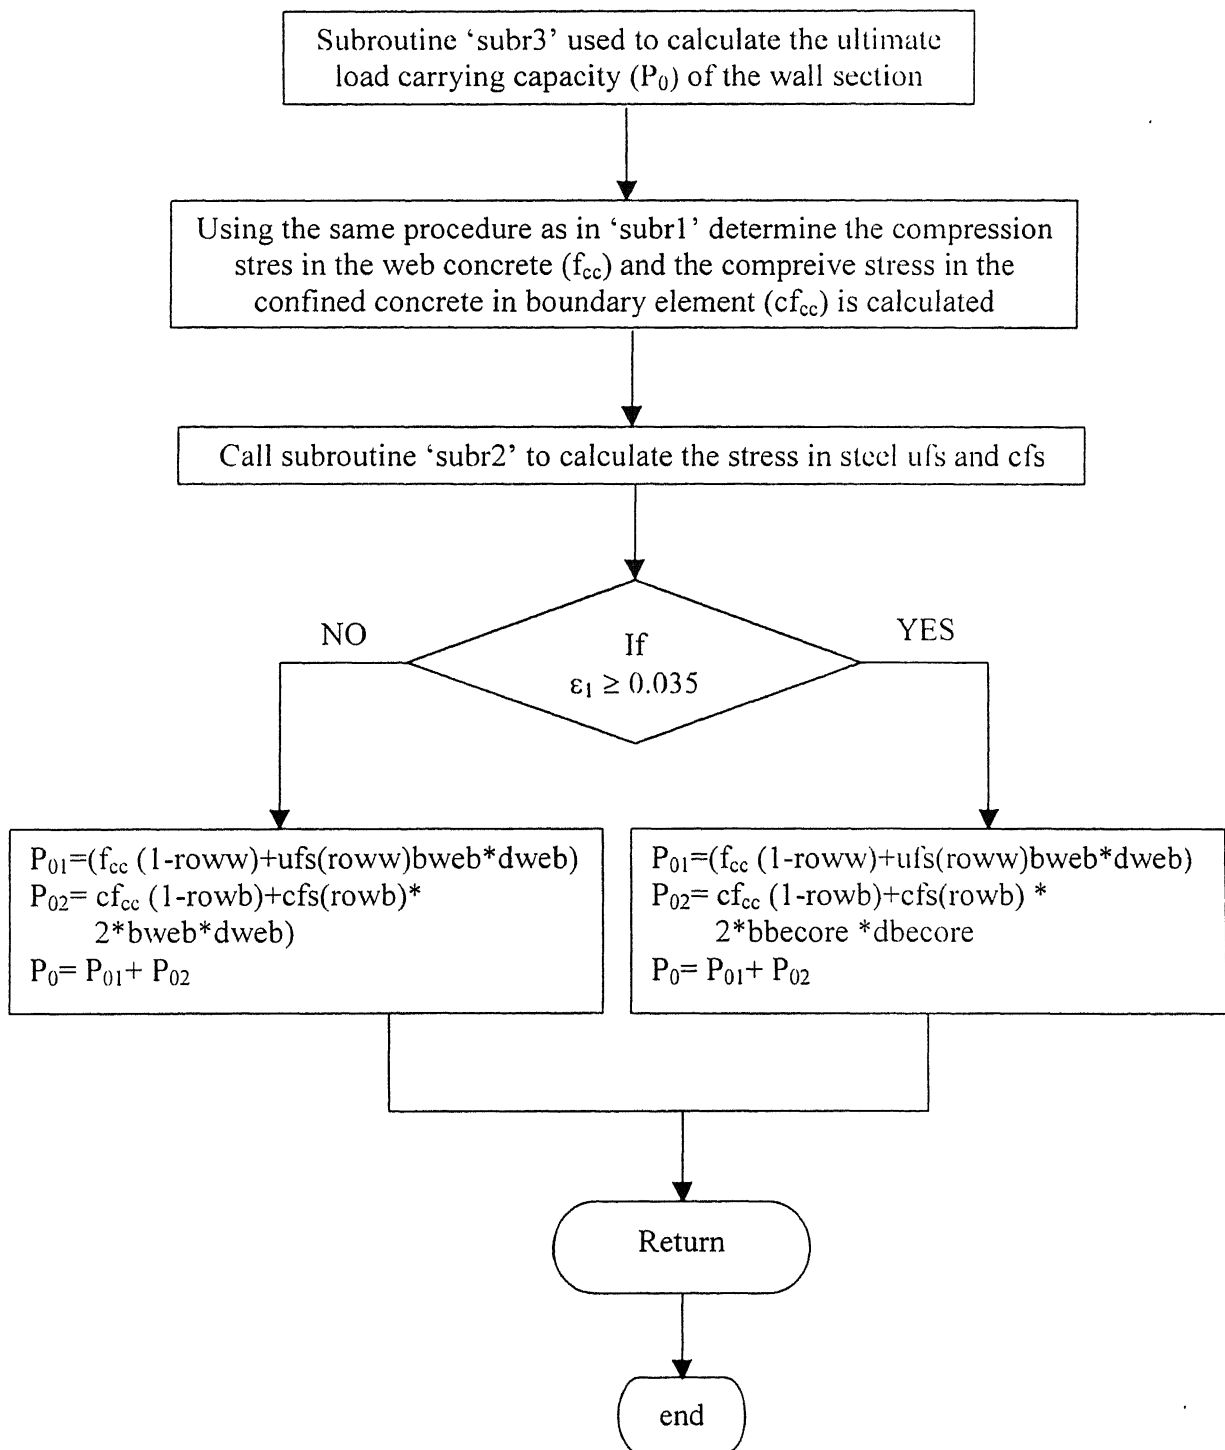 Subroutine ‘subr3’ used to calculate the ultimate
load carrying capacity (P₀) of the wall section
Using the same procedure as in ‘subr1’ determine the compression
stres in the web concrete (fcc) and the compreive stress in the
confined concrete in boundary element (cfcc) is calculated
Call subroutine ‘subr2’ to calculate the stress in steel ufs and cfs
NO
If
ε₁ ≥ 0.035
YES
P₀₁=(fcc (1-roww)+ufs(roww)bweb*dweb)
P₀₂= cfcc (1-rowb)+cfs(rowb)*
2*bweb*dweb)
P₀= P₀₁+ P₀₂
P₀₁=(fcc (1-roww)+ufs(roww)bweb*dweb)
P₀₂= cfcc (1-rowb)+cfs(rowb) *
2*bbecore *dbecore
P₀= P₀₁+ P₀₂
Return
end